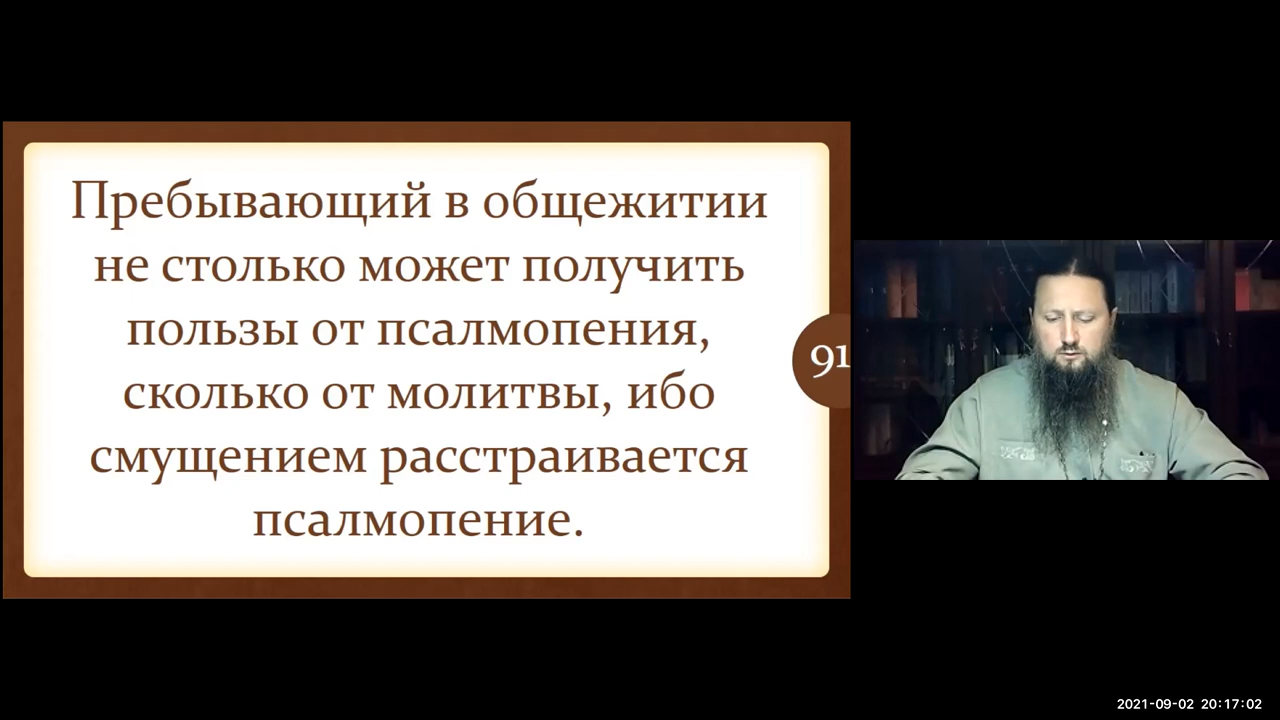 Пребывающий в общежитии
не столько может получить
пользы от псалмопения,
сколько от молитвы, ибо
смущением расстраивается
псалмопение.
91
2021-09-02 20:17:02